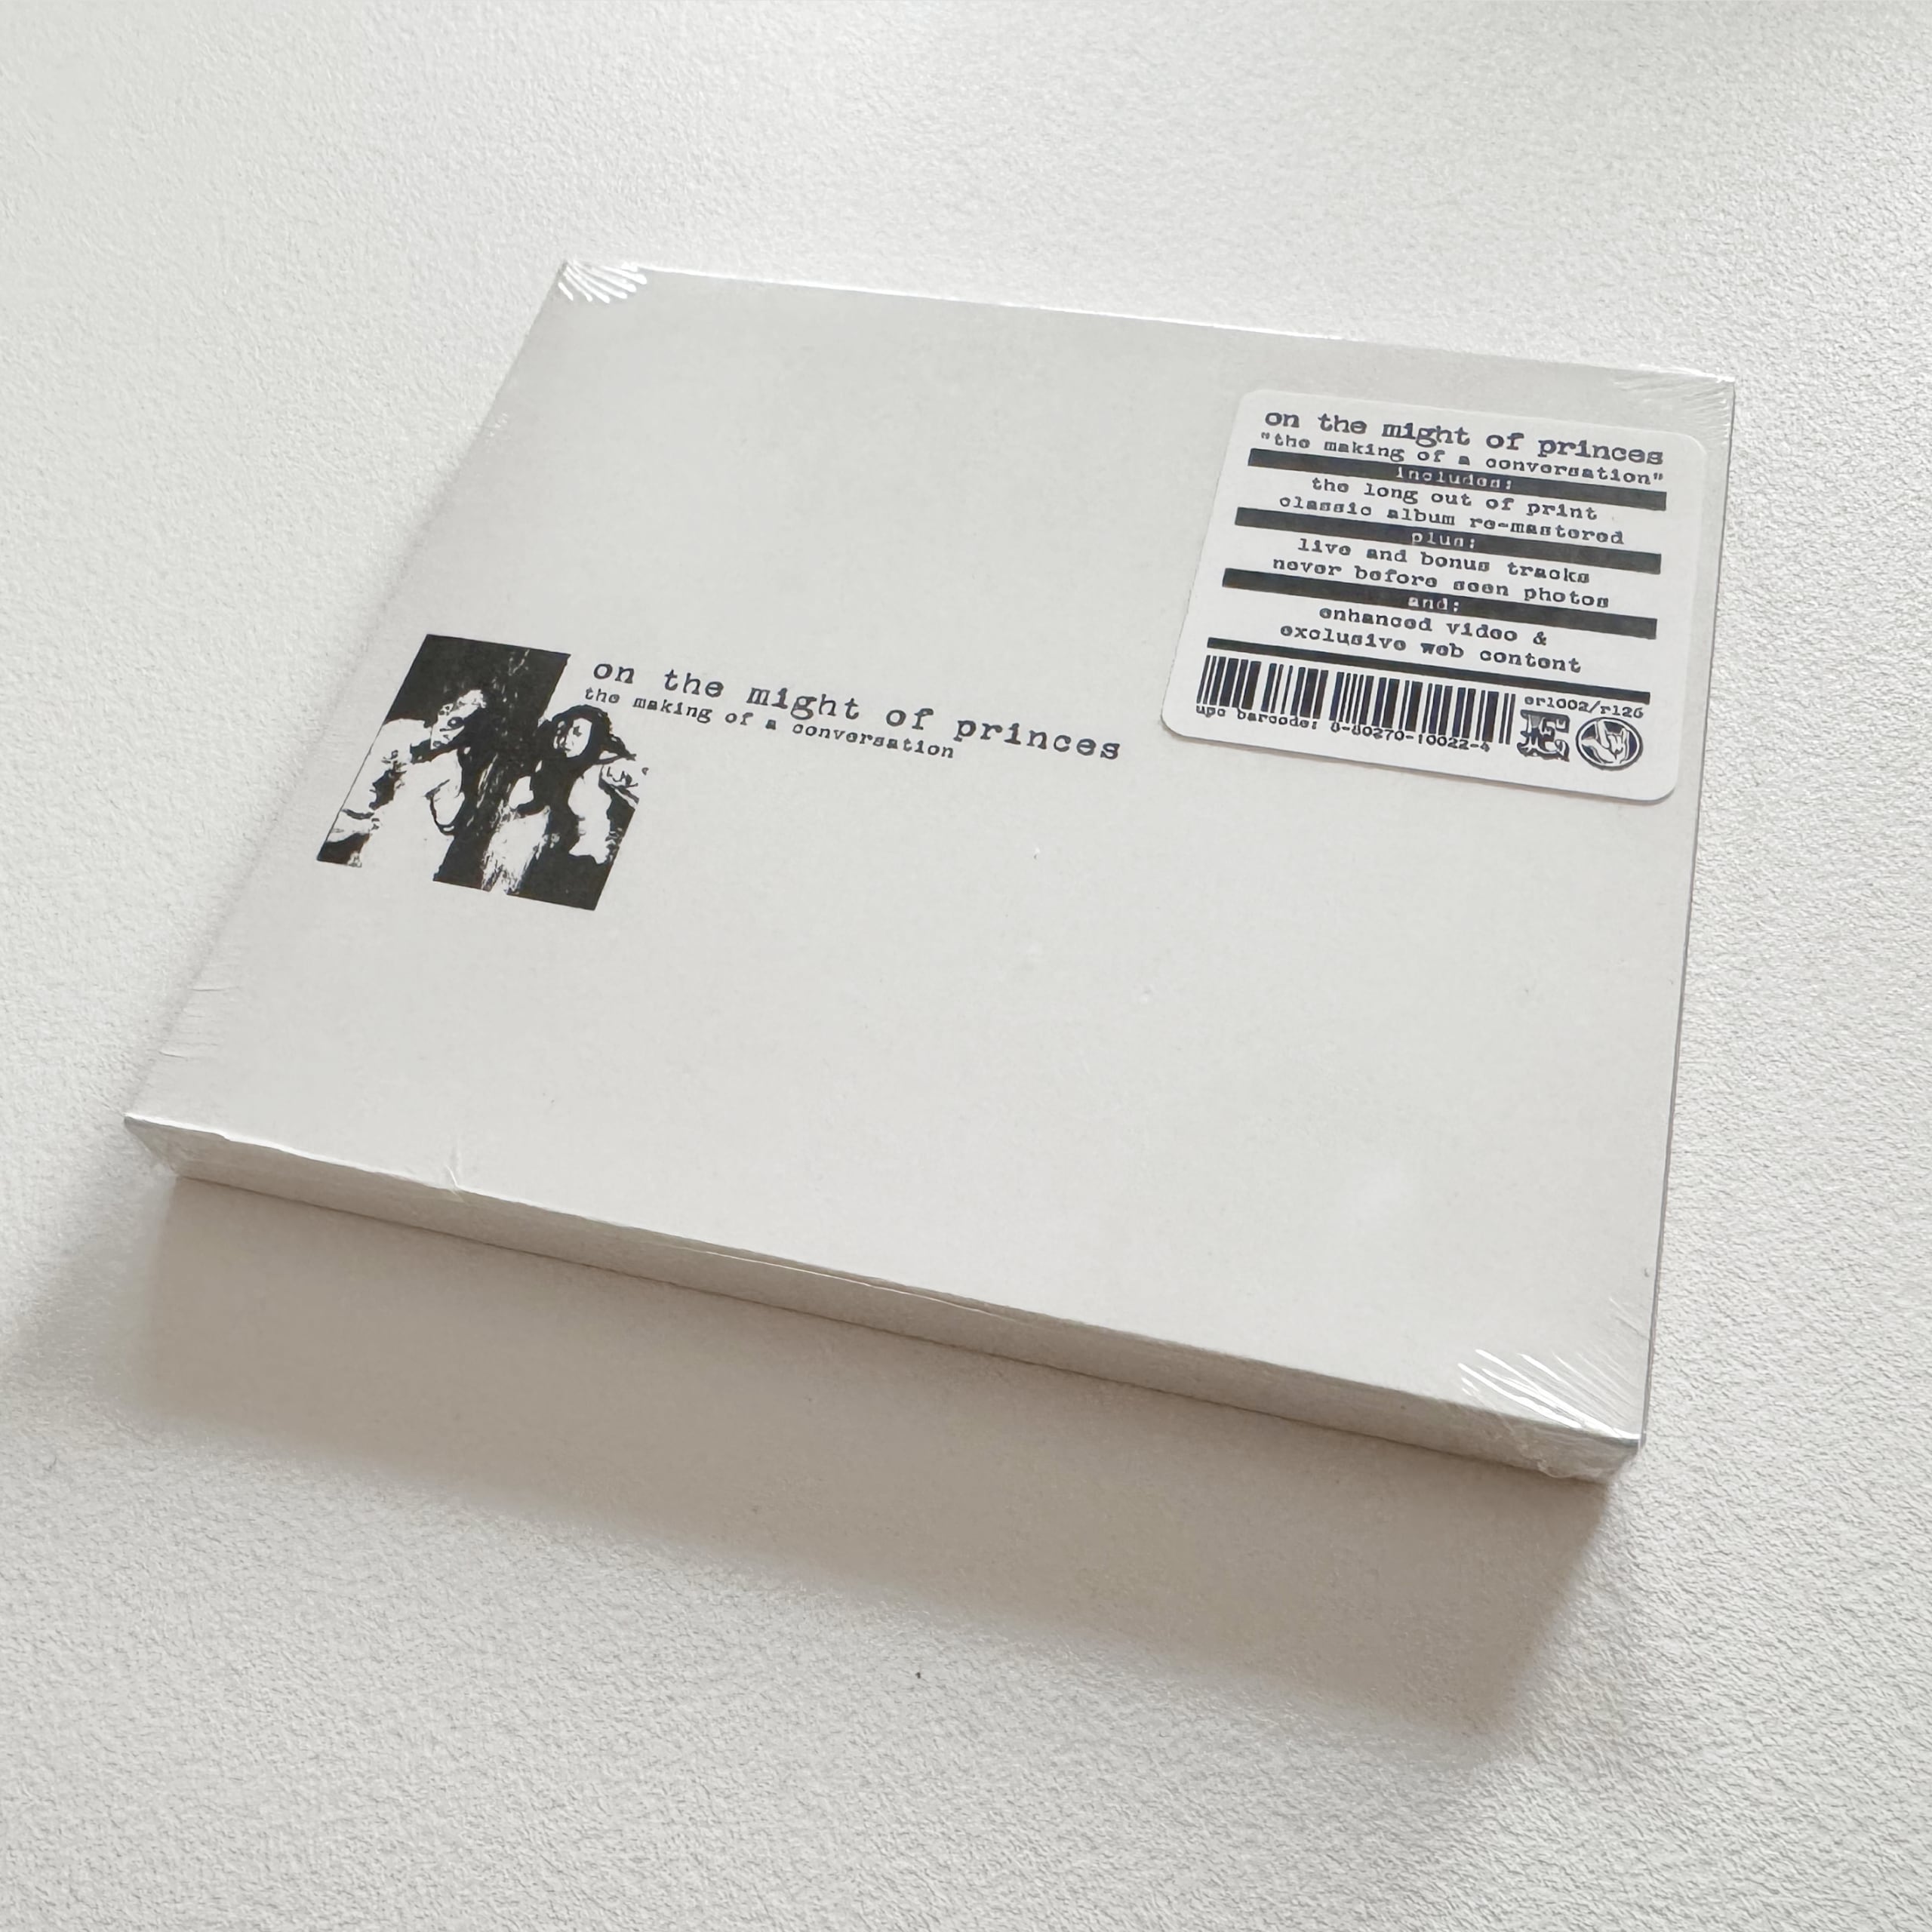 on the might of princes
the making of a conversation
on the might of princes
"the making of a conversation"
includes:
the long out of print
classic album re-mastered
plus:
live and bonus tracks
never before seen photos
and:
enhanced video &
exclusive web content
er1002/r126
upc barcode: 8-80270-10022-4
E